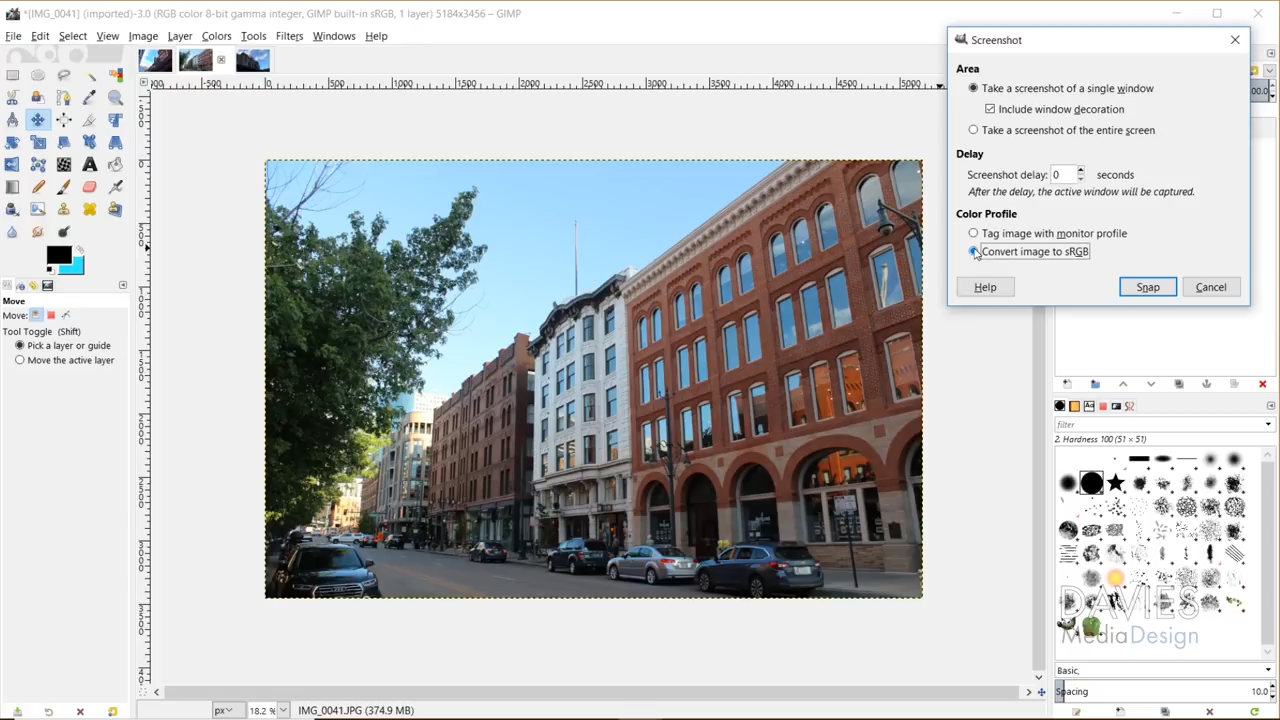 *[IMG_0041] (imported)-3.0 (RGB color 8-bit gamma integer, GIMP built-in sRGB, 1 layer) 5184x3456 – GIMP
File Edit Select View Image Layer Colors Tools Filters Windows Help
Screenshot
Area
Take a screenshot of a single window
Include window decoration
Take a screenshot of the entire screen
Delay
Screenshot delay: 0 seconds
After the delay, the active window will be captured.
Color Profile
Tag image with monitor profile
Convert image to sRGB
Help Snap Cancel
-500 0 500 1000 1500 2000 2500 3000 3500 4000 4500 5000
00.0
Move
Move:
Tool Toggle (Shift)
Pick a layer or guide
Move the active layer
filter
2. Hardness 100 (51 × 51)
DAVIES
MediaDesign
Basic,
Spacing 10.0
px 18.2 % IMG_0041.JPG (374.9 MB)